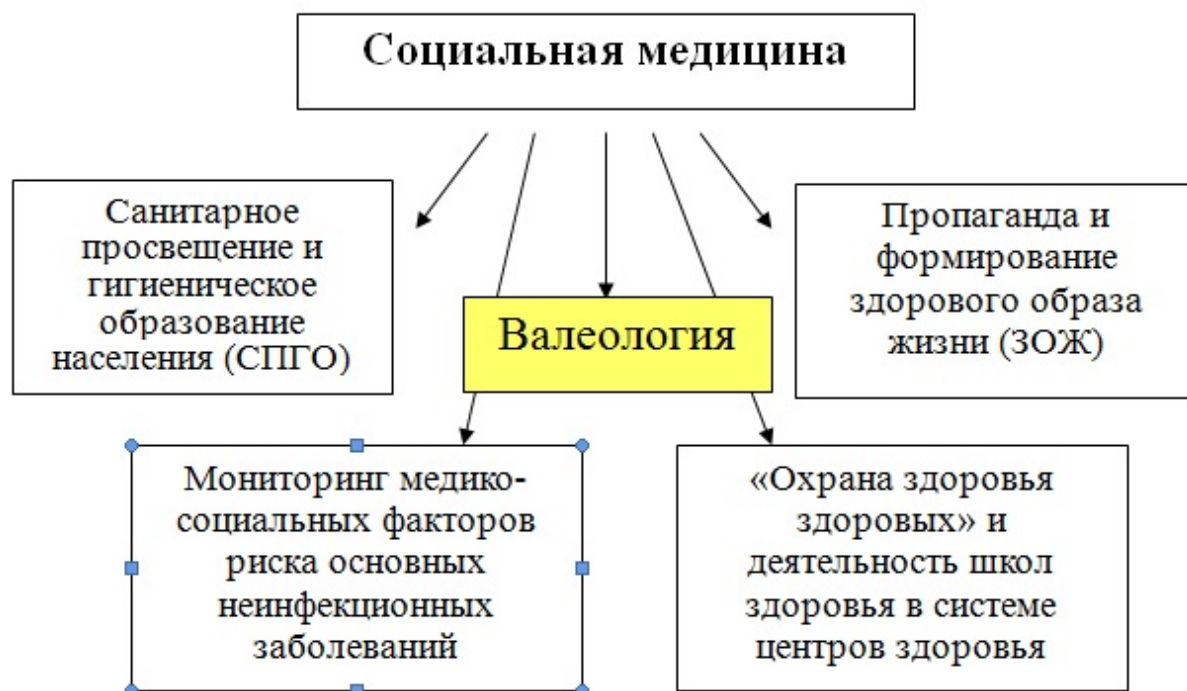 Социальная медицина
Санитарное
просвещение и
гигиеническое
образование
населения (СПГО)
Пропаганда и
формирование
здорового образа
жизни (ЗОЖ)
Валеология
Мониторинг медико-
социальных факторов
риска основных
неинфекционных
заболеваний
«Охрана здоровья
здоровых» и
деятельность школ
здоровья в системе
центров здоровья